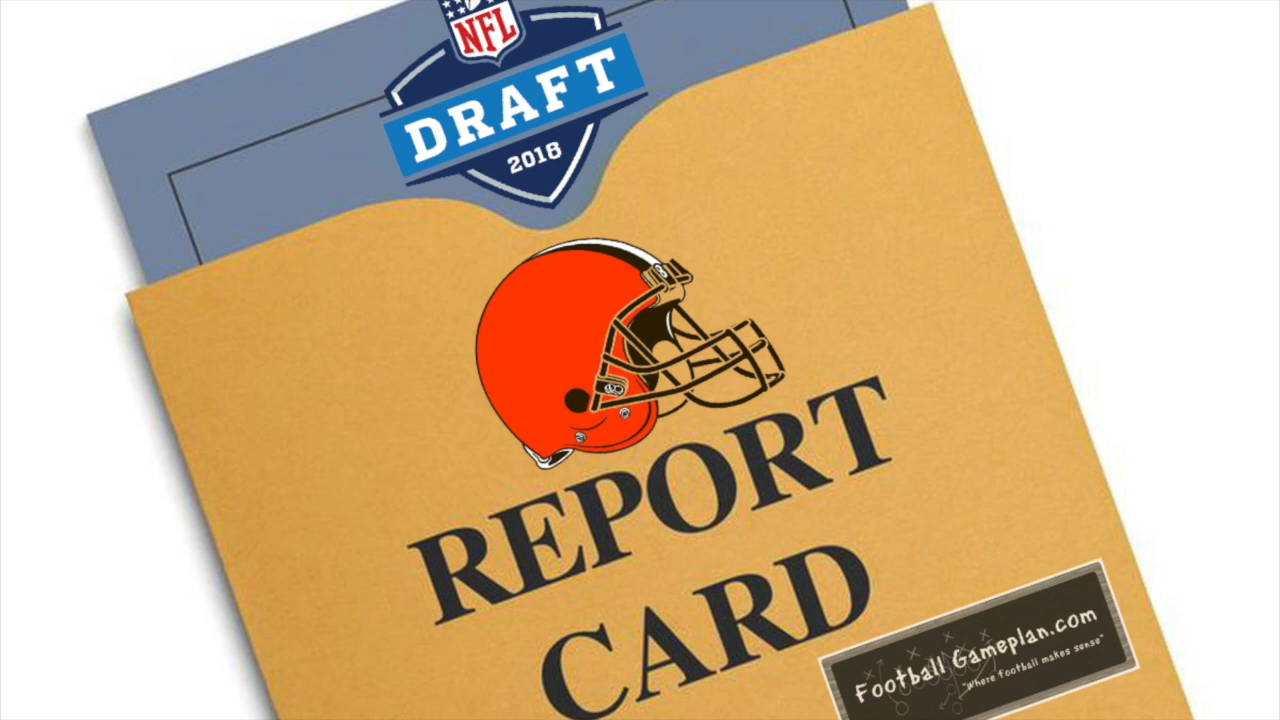 NFL
DRAFT
2016
REPORT
CARD
Football Gameplan.com
"Where football makes sense"